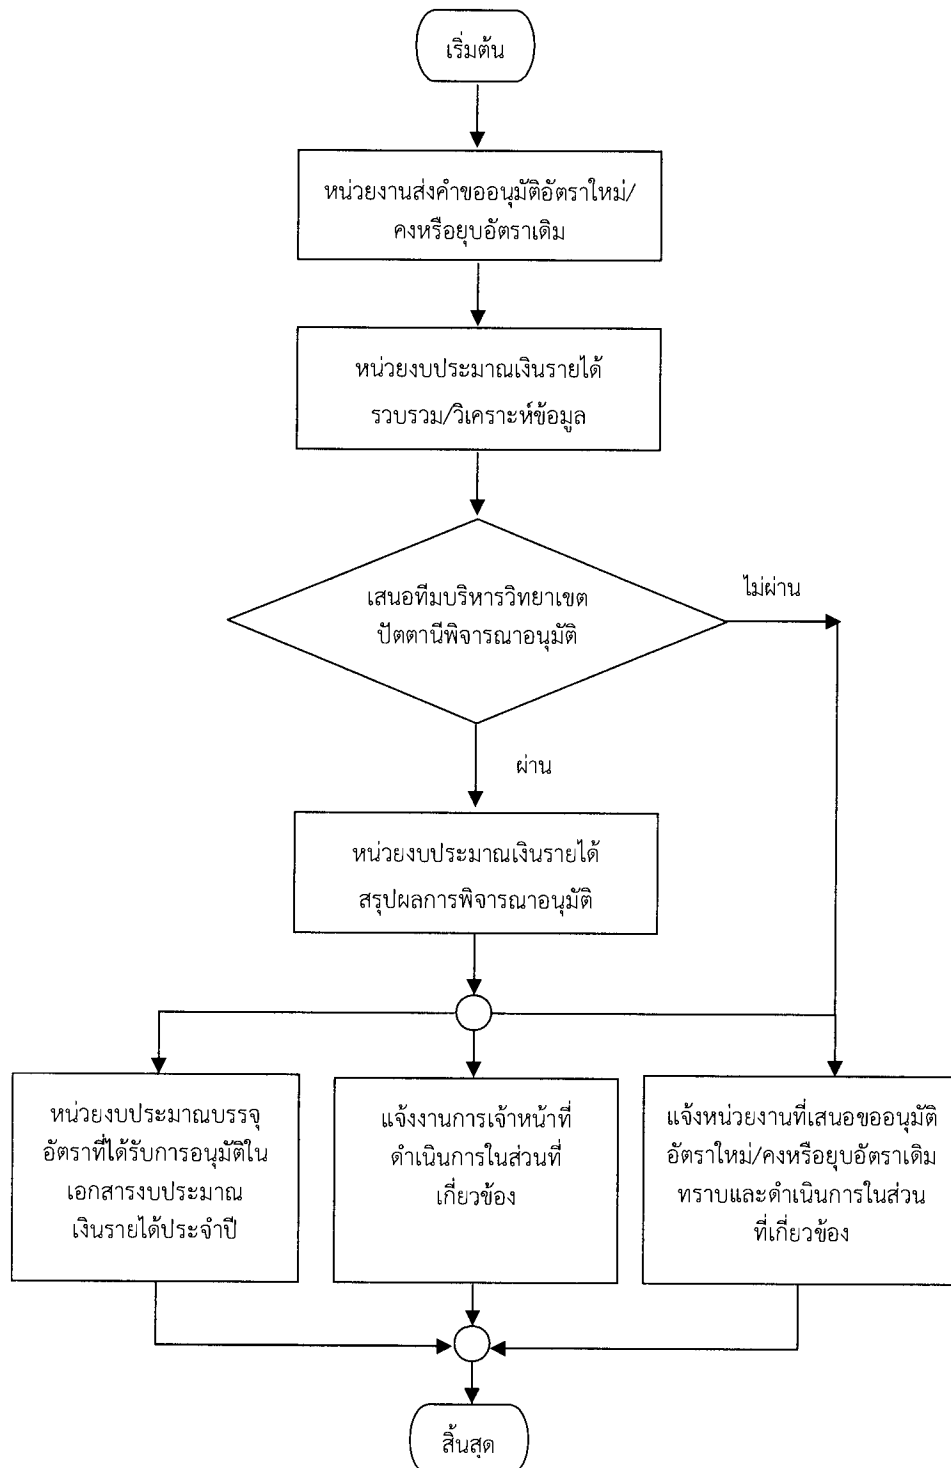 เริ่มต้น
หน่วยงานส่งคำขออนุมัติอัตราใหม่/
คงหรือยุบอัตราเดิม
หน่วยงบประมาณเงินรายได้
รวบรวม/วิเคราะห์ข้อมูล
เสนอทีมบริหารวิทยาเขต
ปัตตานีพิจารณาอนุมัติ
ไม่ผ่าน
ผ่าน
หน่วยงบประมาณเงินรายได้
สรุปผลการพิจารณาอนุมัติ
หน่วยงบประมาณบรรจุ
อัตราที่ได้รับการอนุมัติใน
เอกสารงบประมาณ
เงินรายได้ประจำปี
แจ้งงานการเจ้าหน้าที่
ดำเนินการในส่วนที่
เกี่ยวข้อง
แจ้งหน่วยงานที่เสนอขออนุมัติ
อัตราใหม่/คงหรือยุบอัตราเดิม
ทราบและดำเนินการในส่วน
ที่เกี่ยวข้อง
สิ้นสุด